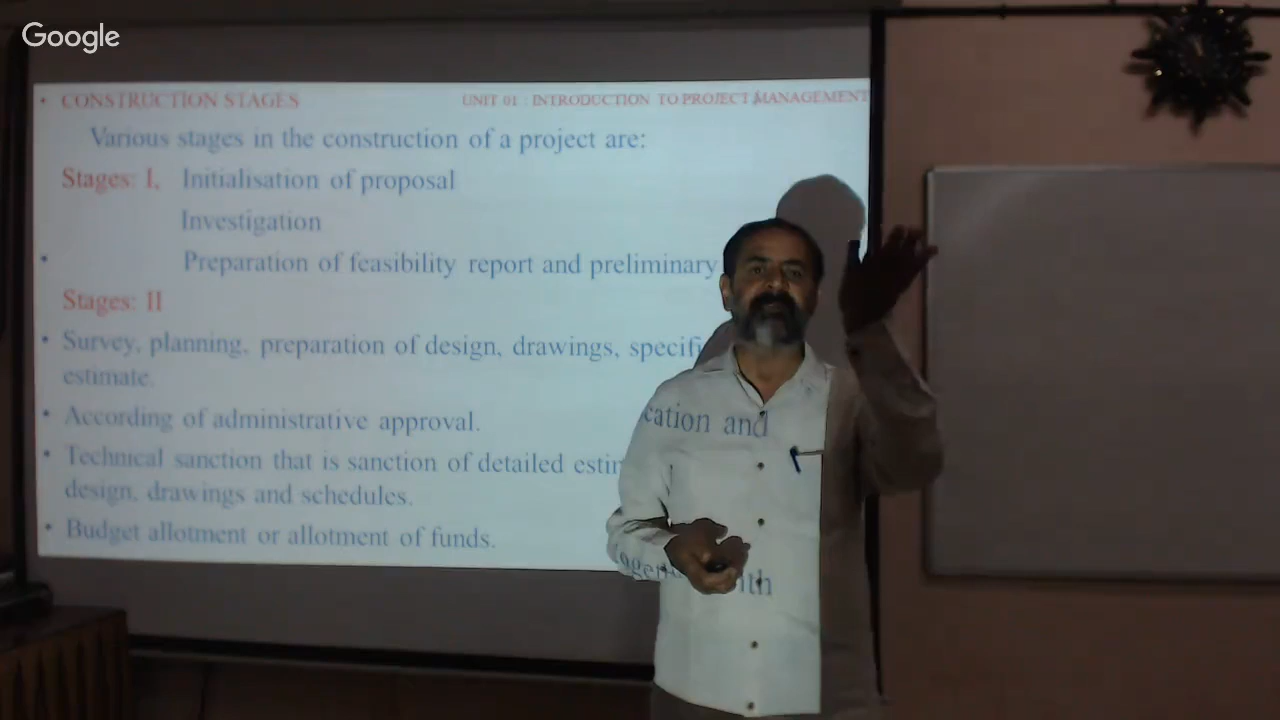 Google
• CONSTRUCTION STAGES UNIT 01 : INTRODUCTION TO PROJECT MANAGEMENT
Various stages in the construction of a project are:
Stages: I, Initialisation of proposal
Investigation
• Preparation of feasibility report and preliminary
Stages: II
• Survey, planning, preparation of design, drawings, specification and
estimate.
• According of administrative approval.
• Technical sanction that is sanction of detailed
design, drawings and schedules.
• Budget allotment or allotment of funds.